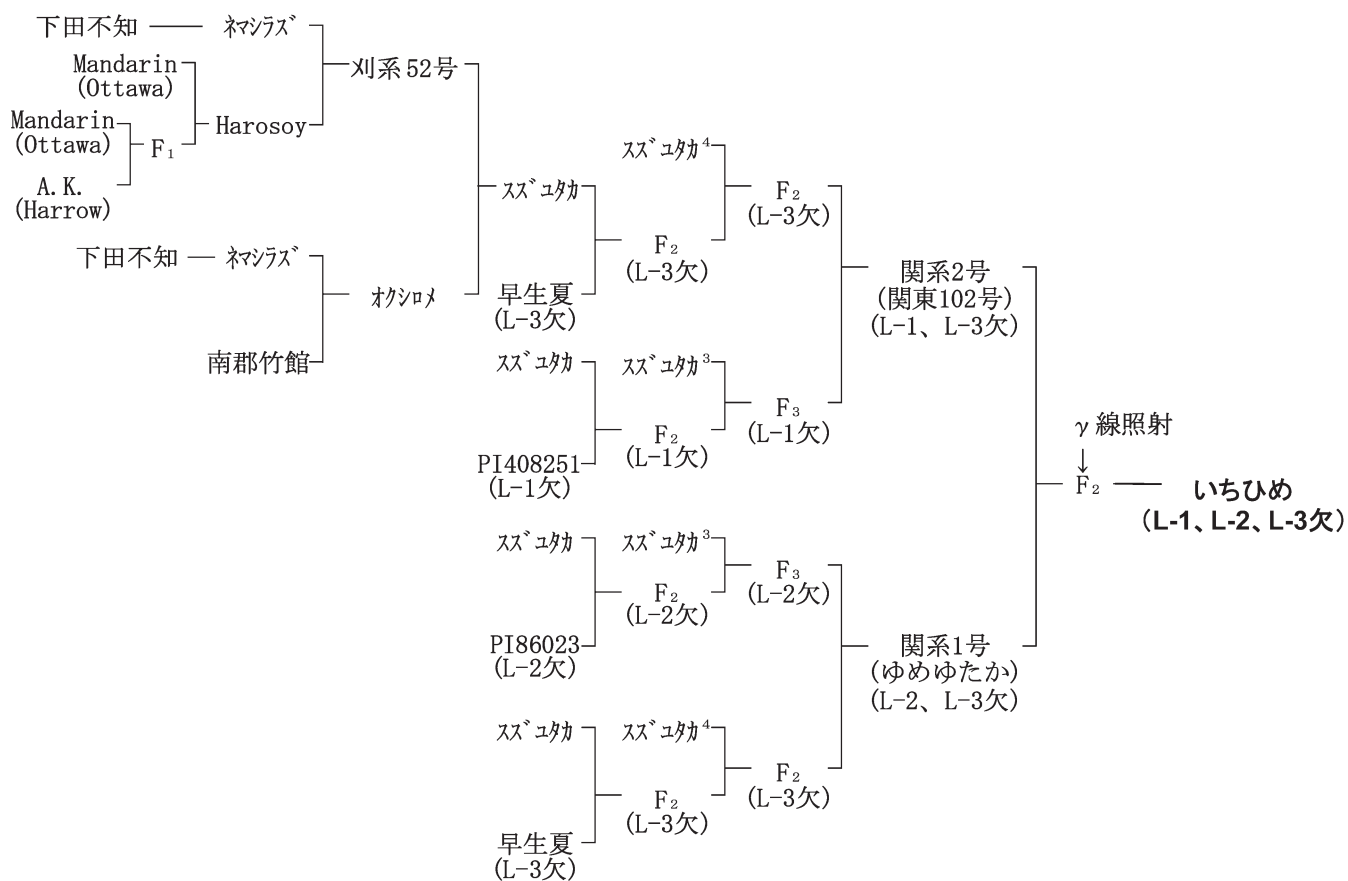 下田不知
ネマシラズ
Mandarin
(Ottawa)
刈系52号
Mandarin
(Ottawa)
F₁
Harosoy
A.K.
(Harrow)
スズユタカ⁴
スズユタカ
F₂
(L-3欠)
下田不知
ネマシラズ
F₂
(L-3欠)
オクシロメ
早生夏
(L-3欠)
関系2号
(関東102号)
(L-1、L-3欠)
南郡竹館
スズユタカ
スズユタカ³
F₃
(L-1欠)
F₂
(L-1欠)
PI408251
(L-1欠)
γ線照射
↓
F₂
いちひめ
(L-1、L-2、L-3欠)
スズユタカ
スズユタカ³
F₃
(L-2欠)
F₂
(L-2欠)
PI86023
(L-2欠)
関系1号
(ゆめゆたか)
(L-2、L-3欠)
スズユタカ
スズユタカ⁴
F₂
(L-3欠)
F₂
(L-3欠)
早生夏
(L-3欠)